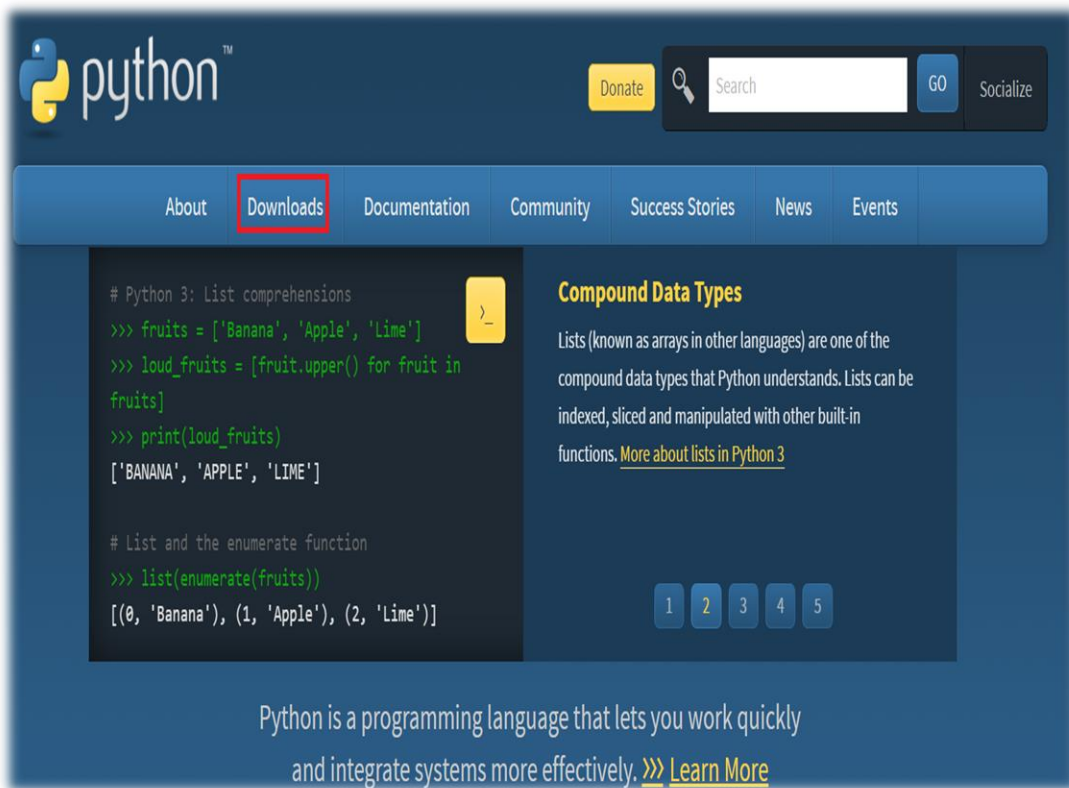 python™
Donate
Search
GO
Socialize
About
Downloads
Documentation
Community
Success Stories
News
Events
# Python 3: List comprehensions
>>> fruits = ['Banana', 'Apple', 'Lime']
>>> loud_fruits = [fruit.upper() for fruit in
fruits]
>>> print(loud_fruits)
['BANANA', 'APPLE', 'LIME']
# List and the enumerate function
>>> list(enumerate(fruits))
[(0, 'Banana'), (1, 'Apple'), (2, 'Lime')]
>_
Compound Data Types
Lists (known as arrays in other languages) are one of the
compound data types that Python understands. Lists can be
indexed, sliced and manipulated with other built-in
functions. More about lists in Python 3
1 2 3 4 5
Python is a programming language that lets you work quickly
and integrate systems more effectively. >>> Learn More